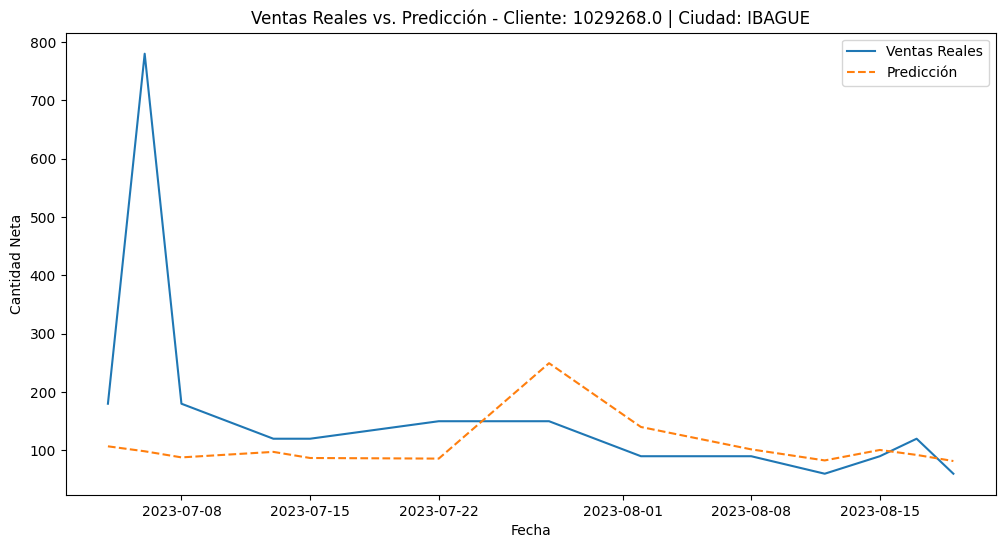 Ventas Reales vs. Predicción - Cliente: 1029268.0 | Ciudad: IBAGUE
Ventas Reales
Predicción
Cantidad Neta
800
700
600
500
400
300
200
100
2023-07-08
2023-07-15
2023-07-22
2023-08-01
2023-08-08
2023-08-15
Fecha